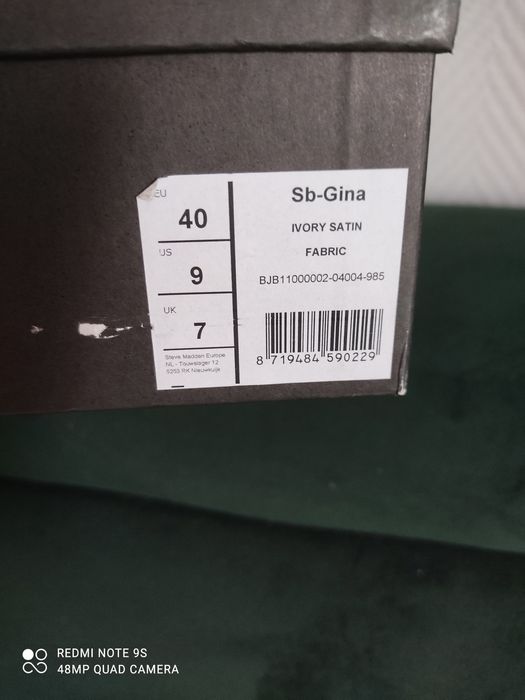 EU
40
US
9
UK
7
Steve Madden Europe
NL - Touwslager 12
5253 RK Nieuwkuijk
Sb-Gina
IVORY SATIN
FABRIC
BJB11000002-04004-985
8 719484 590229
REDMI NOTE 9S
48MP QUAD CAMERA